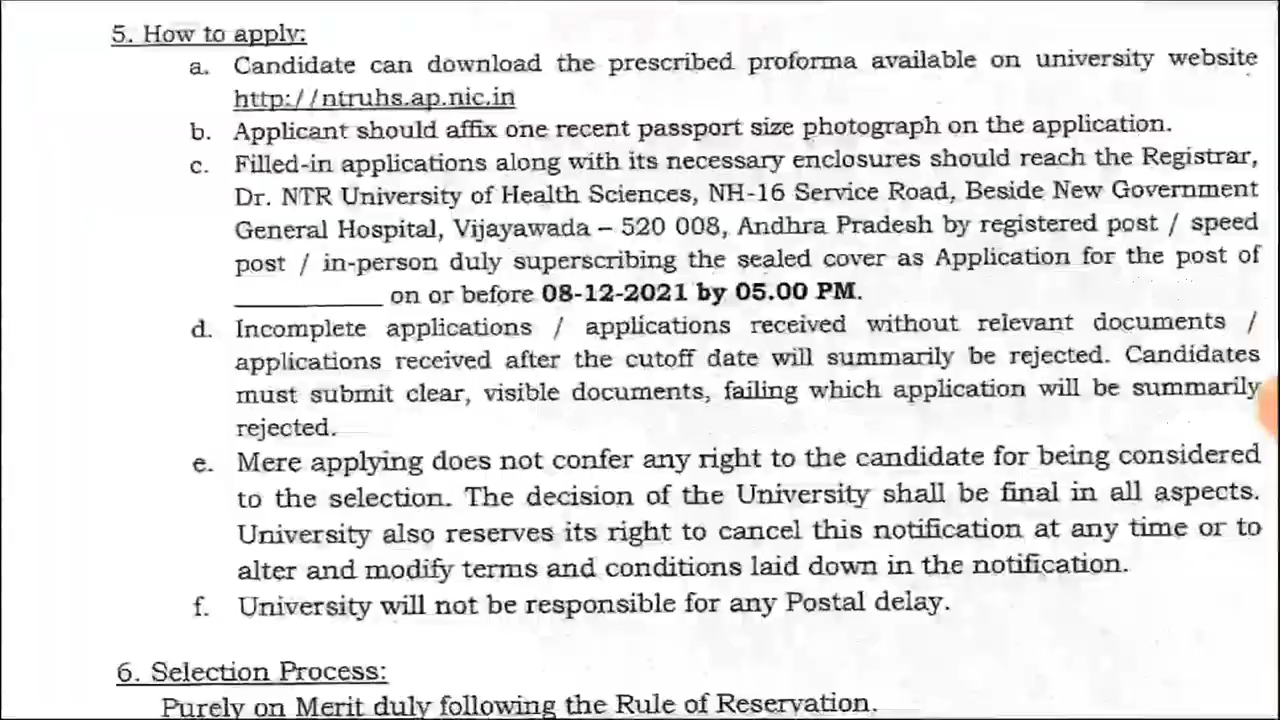 5. How to apply:
a. Candidate can download the prescribed proforma available on university website
http://ntruhs.ap.nic.in
b. Applicant should affix one recent passport size photograph on the application.
c. Filled-in applications along with its necessary enclosures should reach the Registrar,
Dr. NTR University of Health Sciences, NH-16 Service Road, Beside New Government
General Hospital, Vijayawada – 520 008, Andhra Pradesh by registered post / speed
post / in-person duly superscribing the sealed cover as Application for the post of
____________ on or before 08-12-2021 by 05.00 PM.
d. Incomplete applications / applications received without relevant documents /
applications received after the cutoff date will summarily be rejected. Candidates
must submit clear, visible documents, failing which application will be summarily
rejected.
e. Mere applying does not confer any right to the candidate for being considered
to the selection. The decision of the University shall be final in all aspects.
University also reserves its right to cancel this notification at any time or to
alter and modify terms and conditions laid down in the notification.
f. University will not be responsible for any Postal delay.
6. Selection Process:
Purely on Merit duly following the Rule of Reservation.